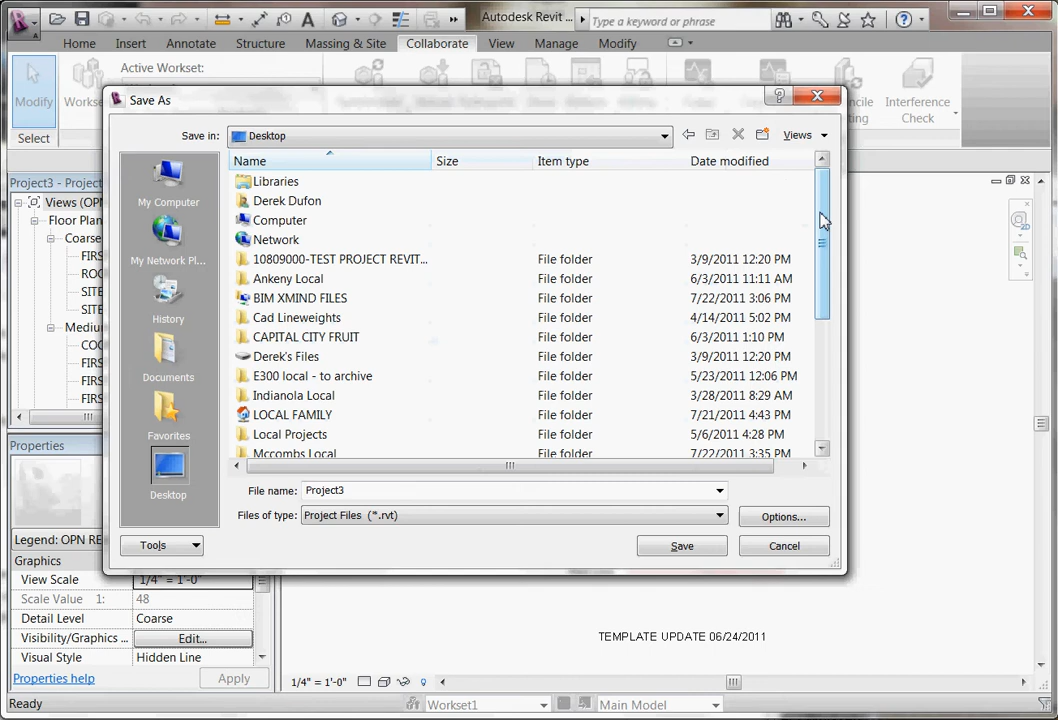 Autodesk Revit ... Type a keyword or phrase
Home Insert Annotate Structure Massing & Site Collaborate View Manage Modify
Active Workset:
Modify
Select
Interference
Check
Save As
Save in: Desktop Views
Name Size Item type Date modified
Libraries
Derek Dufon
Computer
Network
10809000-TEST PROJECT REVIT... File folder 3/9/2011 12:20 PM
Ankeny Local File folder 6/3/2011 11:11 AM
BIM XMIND FILES File folder 7/22/2011 3:06 PM
Cad Lineweights File folder 4/14/2011 5:02 PM
CAPITAL CITY FRUIT File folder 6/3/2011 1:10 PM
Derek's Files File folder 3/9/2011 12:20 PM
E300 local - to archive File folder 5/23/2011 12:06 PM
Indianola Local File folder 3/28/2011 8:29 AM
LOCAL FAMILY File folder 7/21/2011 4:43 PM
Local Projects File folder 5/6/2011 4:28 PM
Mccombs Local File folder 7/22/2011 3:35 PM
My Computer
My Network Pl...
History
Documents
Favorites
Desktop
File name: Project3
Files of type: Project Files (*.rvt) Options...
Tools Save Cancel
Project3 - Project
Views (OPN
Floor Plan
Coarse
FIRS
ROO
SITE
SITE
Medium
COO
FIRS
FIRS
FIRS
Properties
Legend: OPN RE
Graphics
View Scale 1/4" = 1'-0"
Scale Value 1: 48
Detail Level Coarse
Visibility/Graphics ... Edit...
Visual Style Hidden Line
Properties help Apply
TEMPLATE UPDATE 06/24/2011
1/4" = 1'-0"
Ready Workset1 Main Model